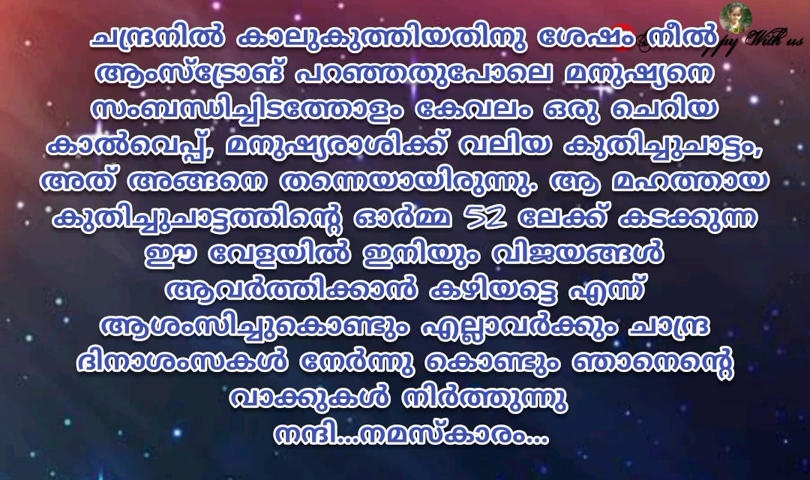 ചന്ദ്രനിൽ കാലുകുത്തിയതിനു ശേഷം നീൽ
ആംസ്ട്രോങ് പറഞ്ഞതുപോലെ മനുഷ്യനെ
സംബന്ധിച്ചിടത്തോളം കേവലം ഒരു ചെറിയ
കാൽവെപ്പ്, മനുഷ്യരാശിക്ക് വലിയ കുതിച്ചുചാട്ടം,
അത് അങ്ങനെ തന്നെയായിരുന്നു. ആ മഹത്തായ
കുതിച്ചുചാട്ടത്തിന്റെ ഓർമ്മ 52 ലേക്ക് കടക്കുന്ന
ഈ വേളയിൽ ഇനിയും വിജയങ്ങൾ
ആവർത്തിക്കാൻ കഴിയട്ടെ എന്ന്
ആശംസിച്ചുകൊണ്ടും എല്ലാവർക്കും ചാന്ദ്ര
ദിനാശംസകൾ നേർന്നു കൊണ്ടും ഞാനെന്റെ
വാക്കുകൾ നിർത്തുന്നു
നന്ദി...നമസ്കാരം...
With us